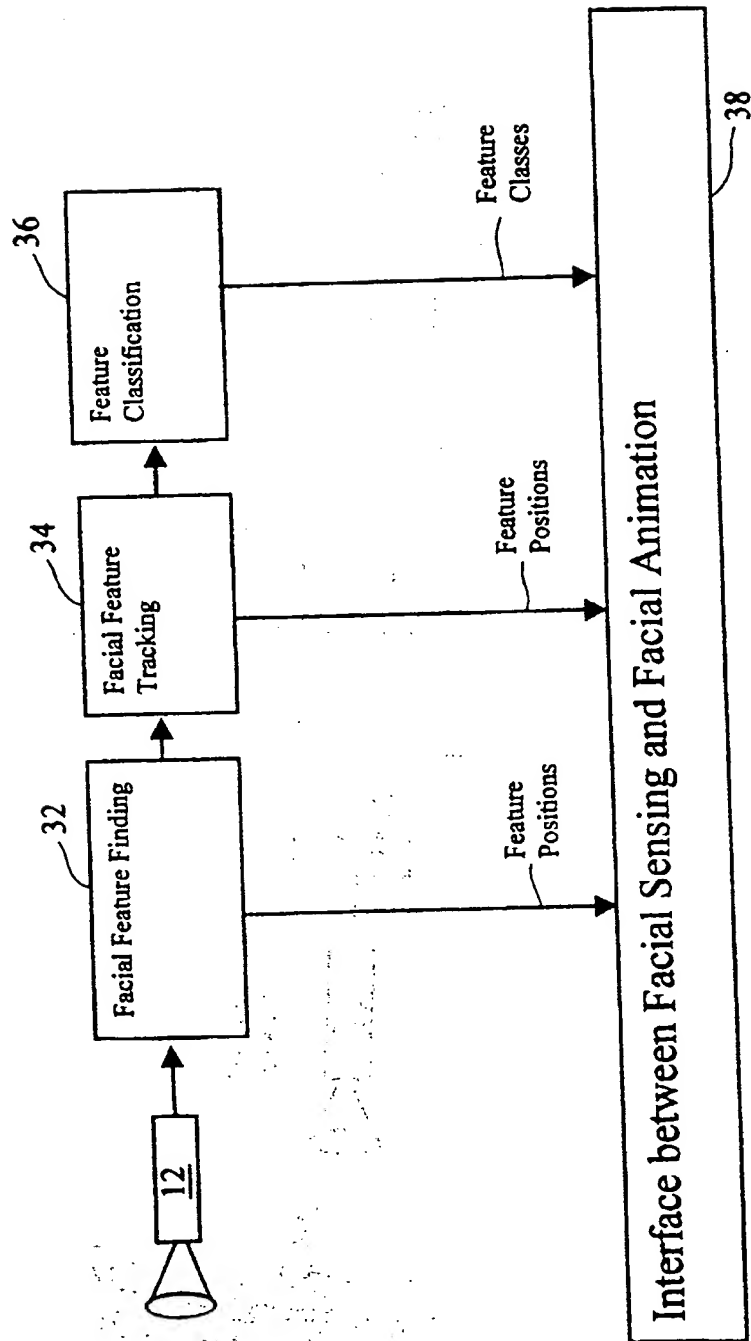 12
32
Facial Feature Finding
34
Facial Feature
Tracking
36
Feature
Classification
Feature
Positions
Feature
Positions
Feature
Classes
Interface between Facial Sensing and Facial Animation
38